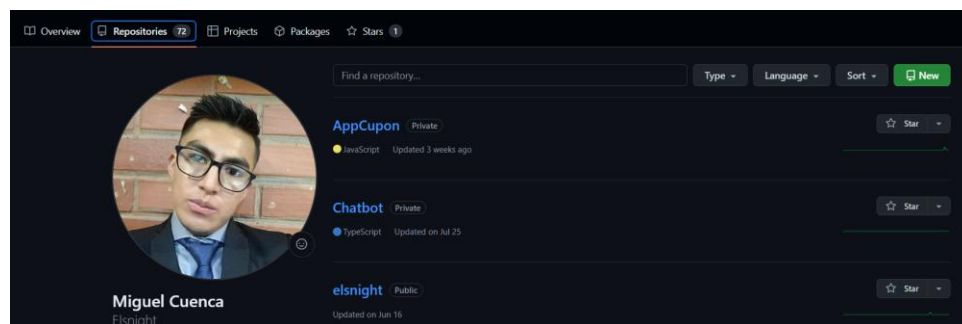 Overview Repositories 72 Projects Packages Stars 1
Find a repository... Type Language Sort New
AppCupon Private Star
JavaScript Updated 3 weeks ago
Chatbot Private Star
TypeScript Updated on Jul 25
elsnight Public Star
Updated on Jun 16
Miguel Cuenca
Elsnight